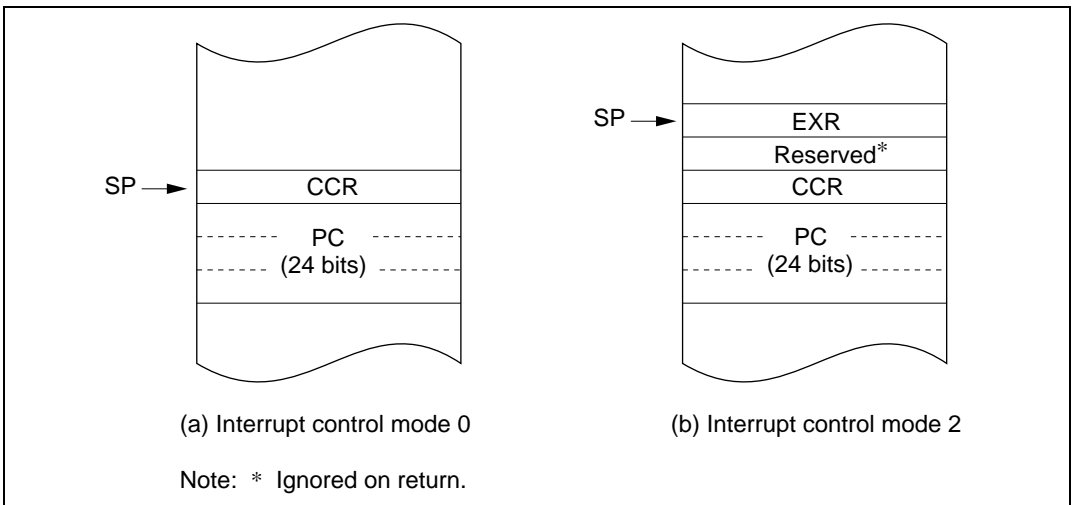 SP
CCR
PC
(24 bits)
(a) Interrupt control mode 0
SP
EXR
Reserved*
CCR
PC
(24 bits)
(b) Interrupt control mode 2
Note: * Ignored on return.